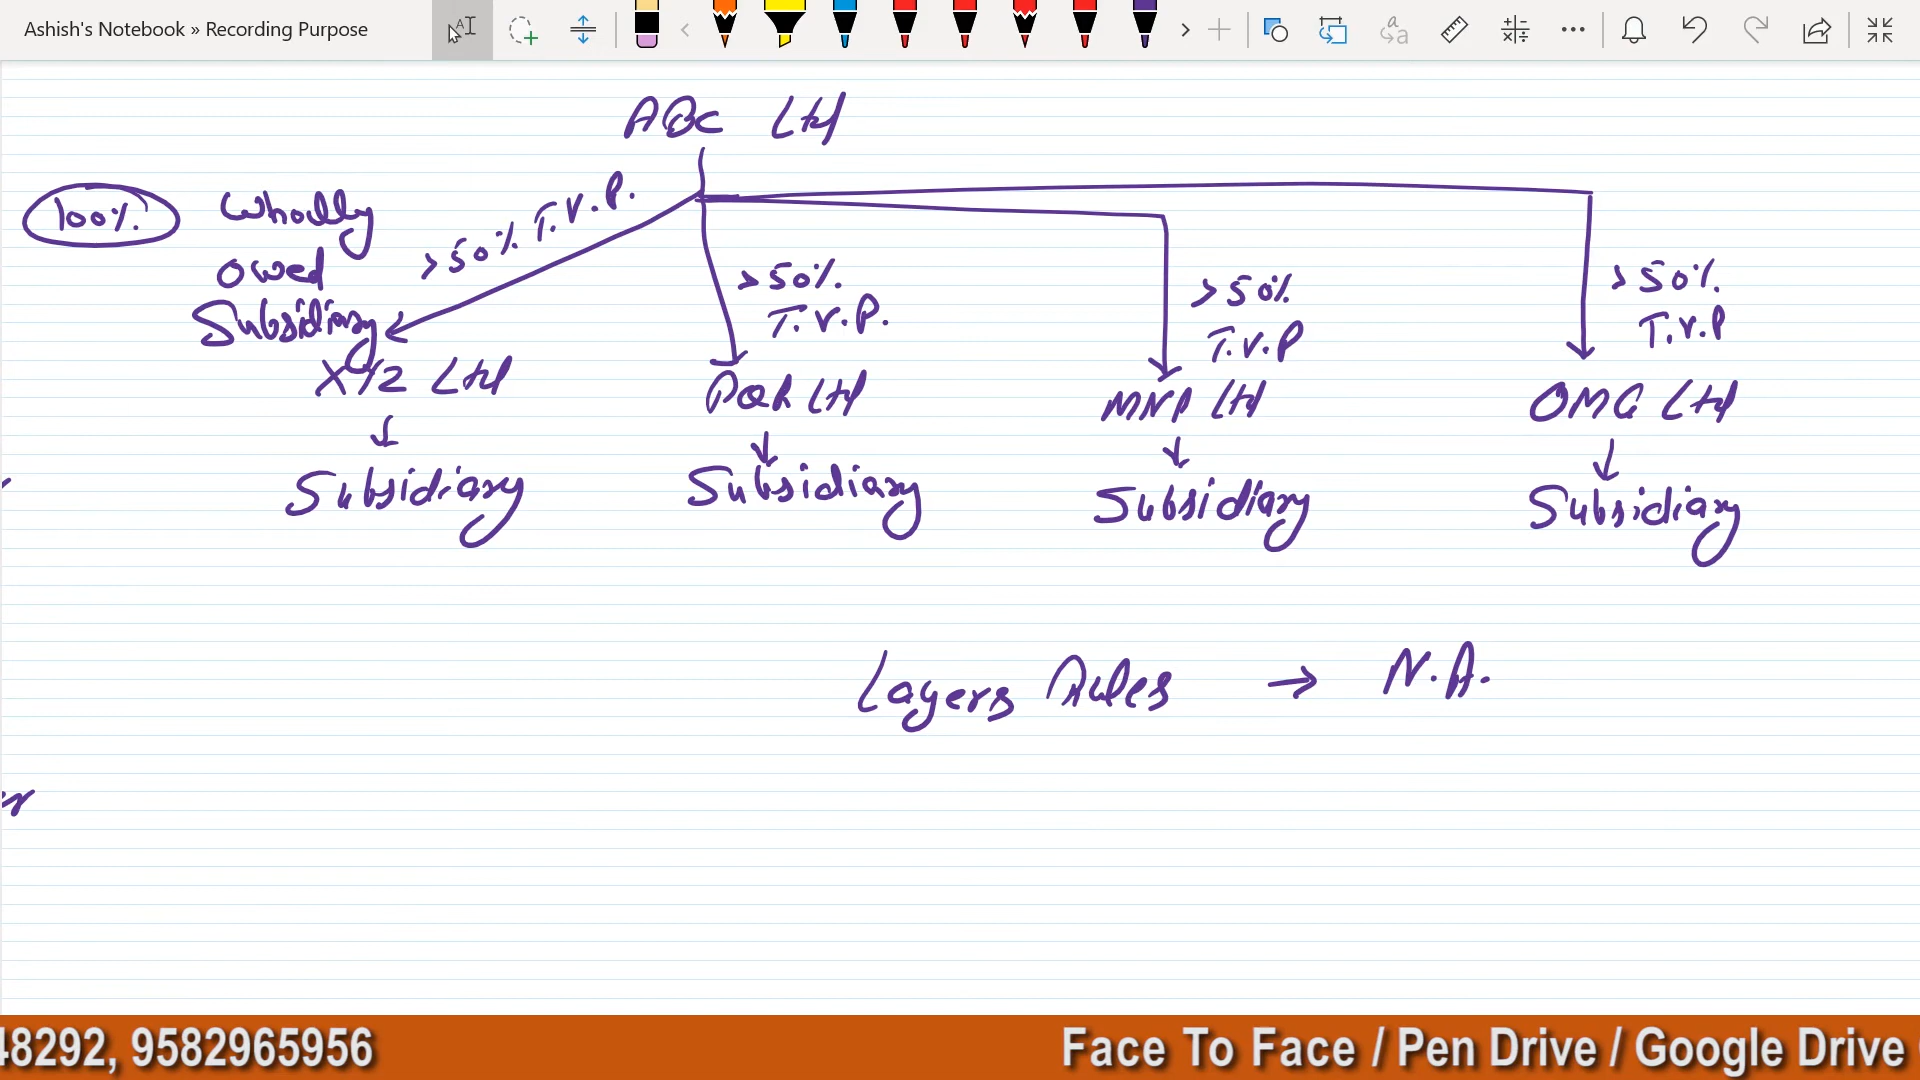 Ashish's Notebook » Recording Purpose
ABC Ltd
100%. Wholly
owed
Subsidiary
> 50% T.V.P.
> 50%.
T.V.P.
> 50%
T.V.P
> 50%.
T.V.P
XYZ Ltd
PQR Ltd
MNP Ltd
OMG Ltd
Subsidiary
Subsidiary
Subsidiary
Subsidiary
Layers Rules → N.A.
48292, 9582965956
Face To Face / Pen Drive / Google Drive